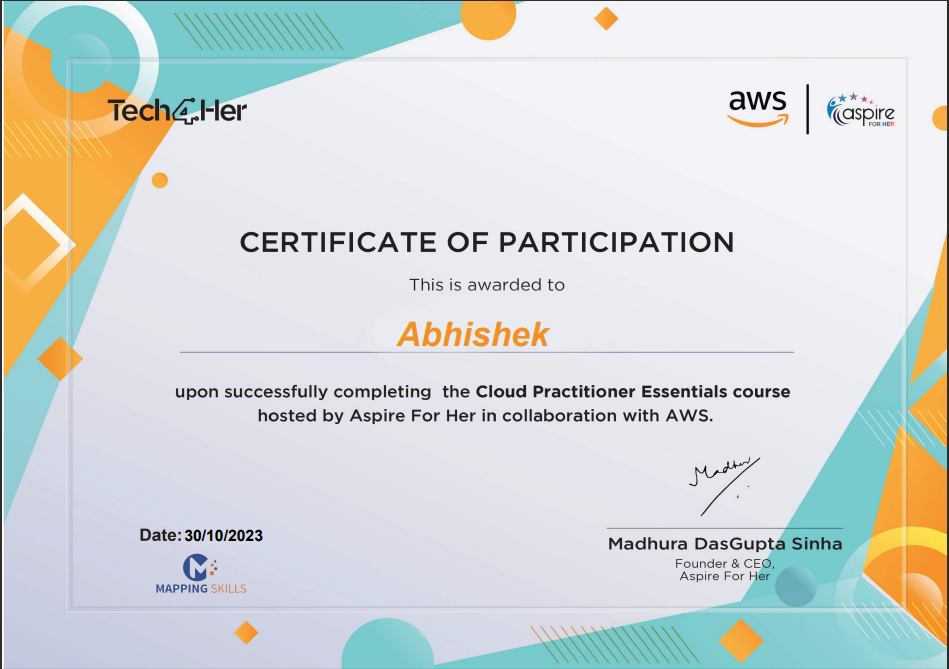 Tech4Her
aws
aspire
FOR HER
CERTIFICATE OF PARTICIPATION
This is awarded to
Abhishek
upon successfully completing the Cloud Practitioner Essentials course
hosted by Aspire For Her in collaboration with AWS.
Madhur
Date: 30/10/2023
Madhura DasGupta Sinha
Founder & CEO,
Aspire For Her
MAPPING SKILLS